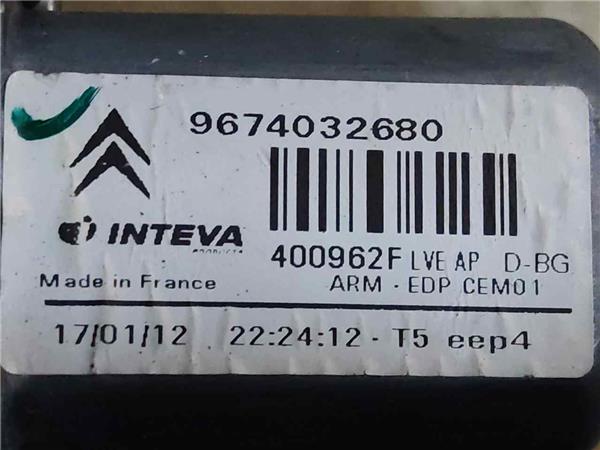 9674032680
INTEVA
PRODUCTS
400962F LVE AP D-BG
Made in France
ARM - EDP CEM01
17/01/12 22:24:12 - T5 eep4